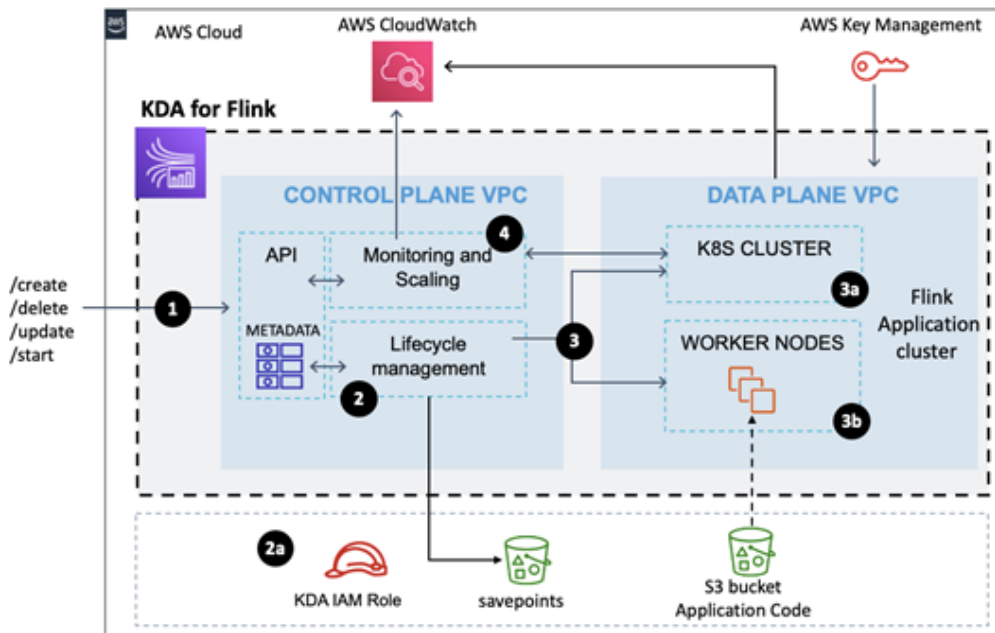 aws
AWS Cloud
AWS CloudWatch
AWS Key Management
KDA for Flink
CONTROL PLANE VPC
DATA PLANE VPC
API
Monitoring and
Scaling
4
K8S CLUSTER
3a
/create
/delete
/update
/start
1
METADATA
Lifecycle
management
2
3
WORKER NODES
3b
Flink
Application
cluster
2a
KDA IAM Role
savepoints
S3 bucket
Application Code